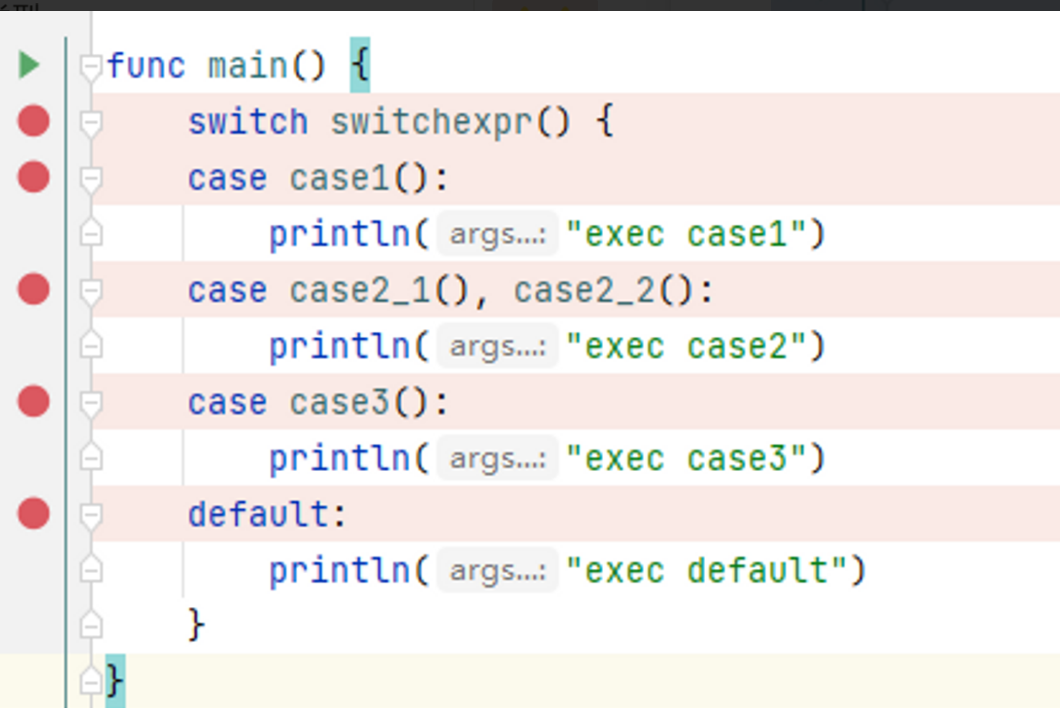 func main() {
    switch switchexpr() {
    case case1():
        println( args...: "exec case1")
    case case2_1(), case2_2():
        println( args...: "exec case2")
    case case3():
        println( args...: "exec case3")
    default:
        println( args...: "exec default")
    }
}